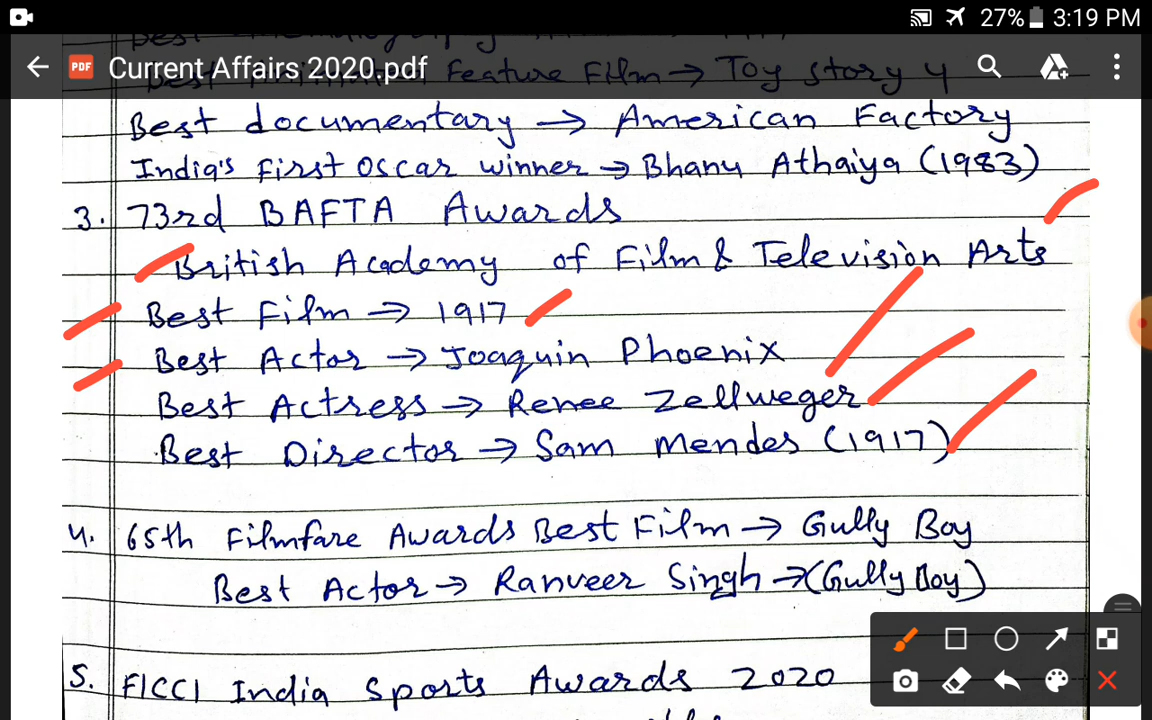 27% 3:19 PM
PDF Current Affairs 2020.pdf
Best Feature Film → Toy story 4
Best documentary → American Factory
India's First Oscar winner → Bhanu Athaiya (1983)
3. 73rd BAFTA Awards
British Academy of Film & Television Arts
Best Film → 1917
Best Actor → Joaquin Phoenix
Best Actress → Renee Zellweger
Best Director → Sam Mendes (1917)
4. 65th Filmfare Awards Best Film → Gully Boy
Best Actor → Ranveer Singh → (Gully Boy)
5. FICCI India Sports Awards 2020